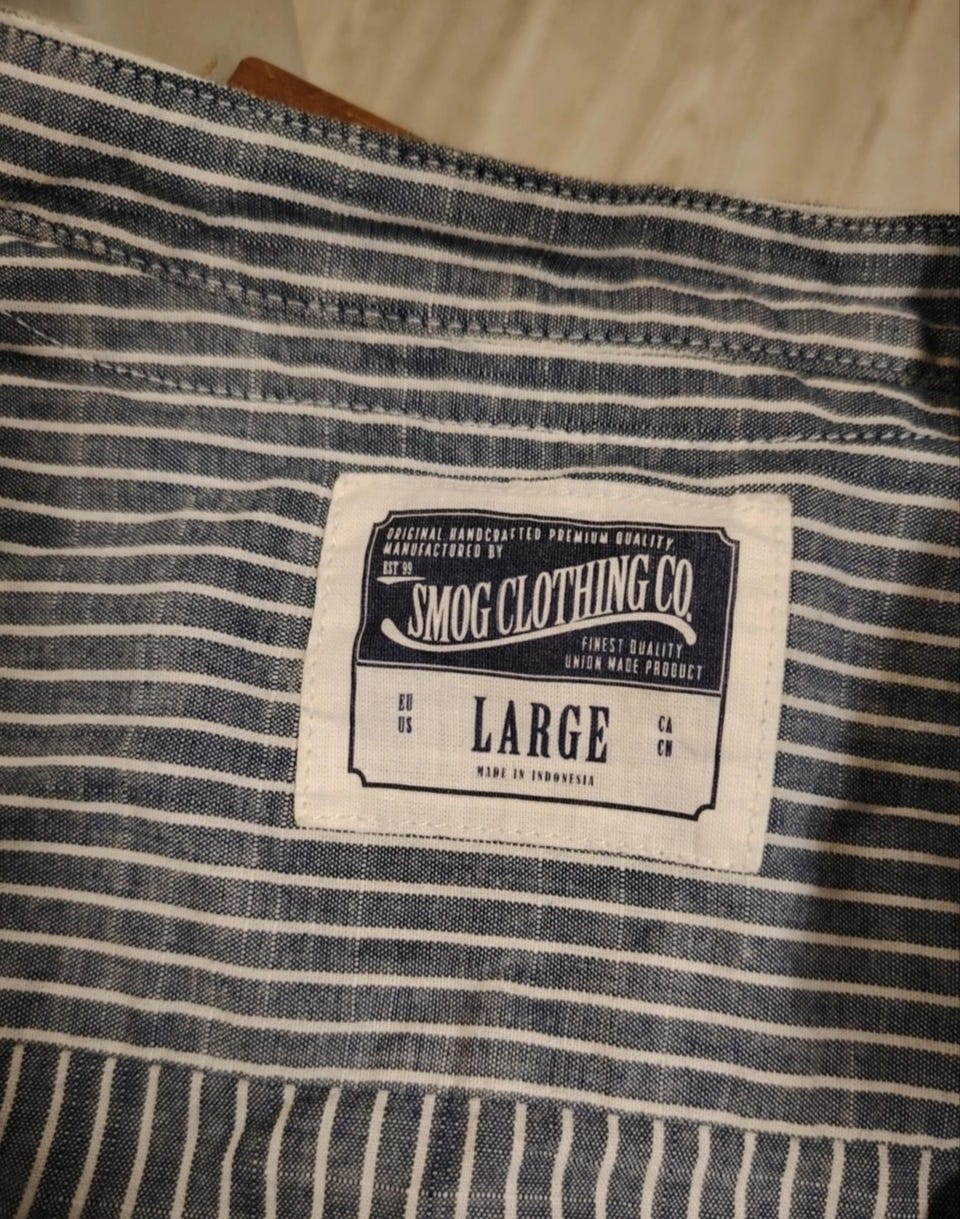 ORIGINAL HANDCRAFTED PREMIUM QUALITY
MANUFACTURED BY
EST 99
SMOG CLOTHING CO.
FINEST QUALITY
UNION MADE PRODUCT
EU
US
LARGE
CA
CH
MADE IN INDONESIA